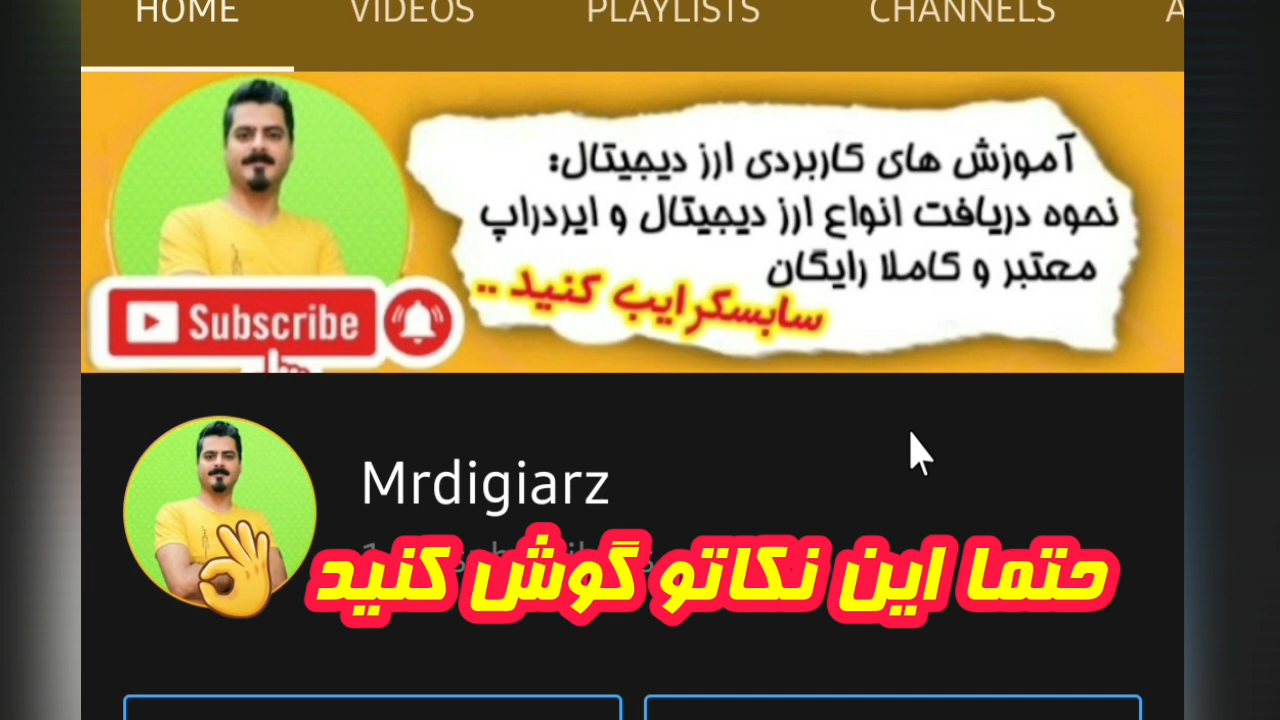 HOME VIDEOS PLAYLISTS CHANNELS
آموزش های کاربردی ارز دیجیتال:
نحوه دریافت انواع ارز دیجیتال و ایردراپ
معتبر و کاملا رایگان
سابسکرایب کنید ..
Subscribe
Mrdigiarz
حتما این نکاتو گوش کنید